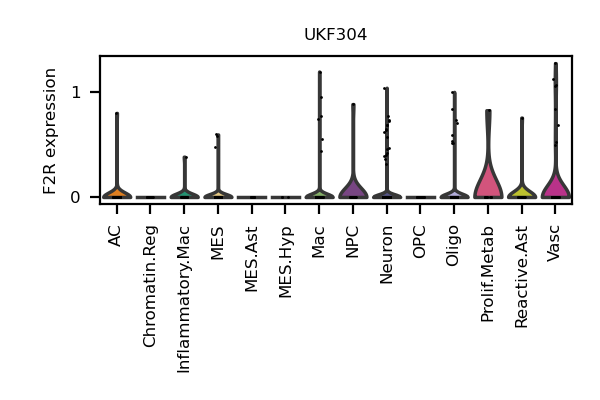 UKF304
F2R expression
1
0
AC
Chromatin.Reg
Inflammatory.Mac
MES
MES.Ast
MES.Hyp
Mac
NPC
Neuron
OPC
Oligo
Prolif.Metab
Reactive.Ast
Vasc